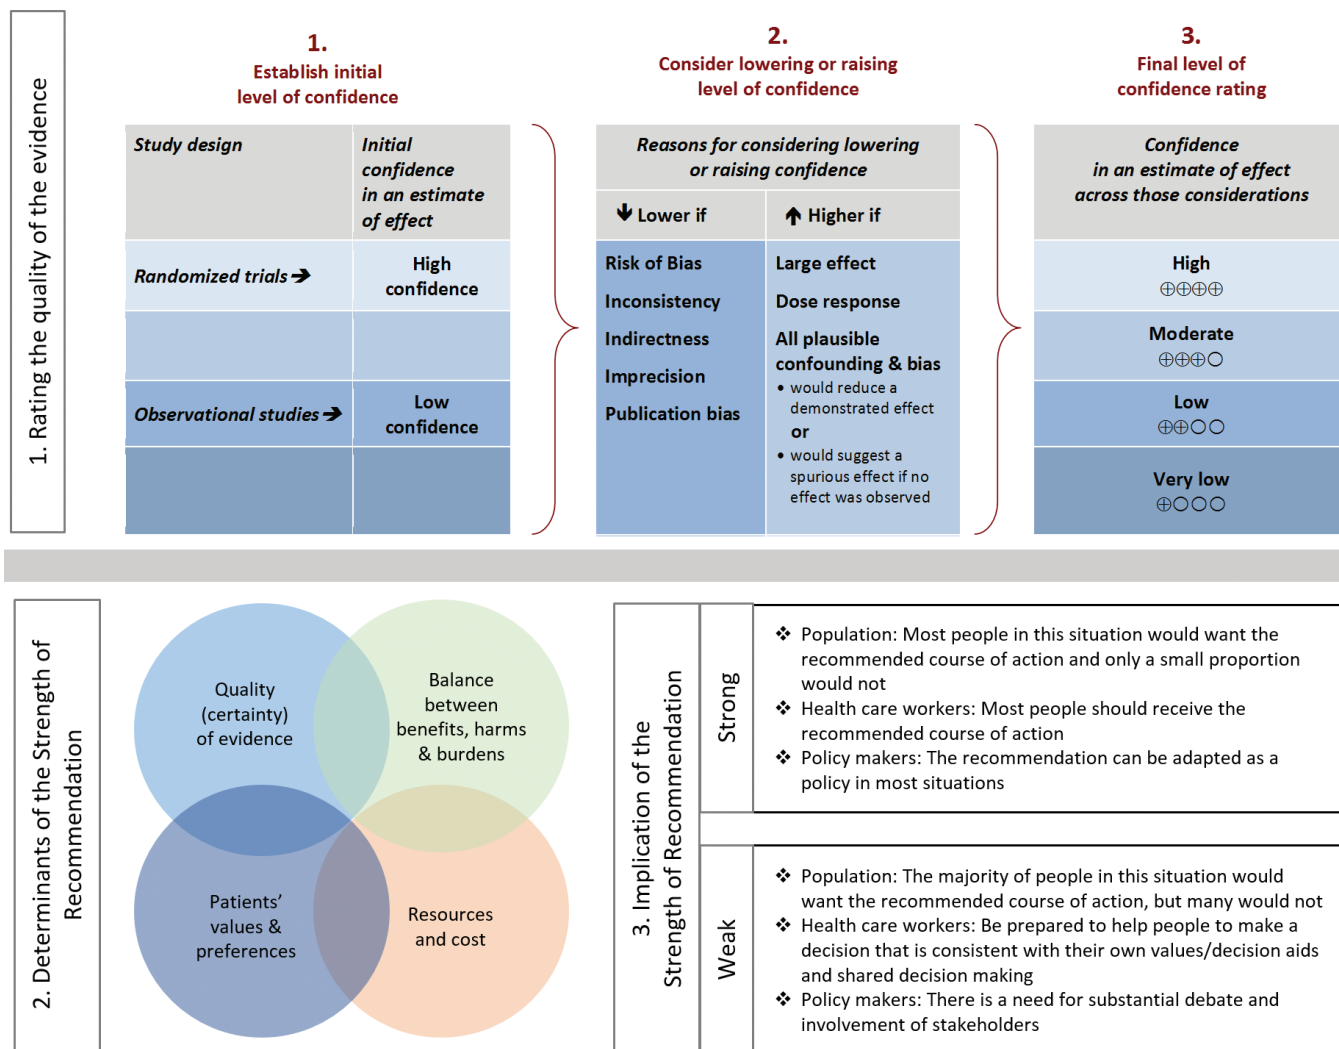 1. Rating the quality of the evidence
1.
Establish initial
level of confidence
Study design
Initial
confidence
in an estimate
of effect
Randomized trials ➔
High
confidence
Observational studies ➔
Low
confidence
2.
Consider lowering or raising
level of confidence
Reasons for considering lowering
or raising confidence
🡻 Lower if
🡹 Higher if
Risk of Bias
Inconsistency
Indirectness
Imprecision
Publication bias
Large effect
Dose response
All plausible
confounding & bias
• would reduce a
demonstrated effect
or
• would suggest a
spurious effect if no
effect was observed
3.
Final level of
confidence rating
Confidence
in an estimate of effect
across those considerations
High
⊕⊕⊕⊕
Moderate
⊕⊕⊕○
Low
⊕⊕○○
Very low
⊕○○○
2. Determinants of the Strength of
Recommendation
Quality
(certainty)
of evidence
Balance
between
benefits, harms
& burdens
Patients'
values &
preferences
Resources
and cost
3. Implication of the
Strength of Recommendation
Strong
❖ Population: Most people in this situation would want the
recommended course of action and only a small proportion
would not
❖ Health care workers: Most people should receive the
recommended course of action
❖ Policy makers: The recommendation can be adapted as a
policy in most situations
Weak
❖ Population: The majority of people in this situation would
want the recommended course of action, but many would not
❖ Health care workers: Be prepared to help people to make a
decision that is consistent with their own values/decision aids
and shared decision making
❖ Policy makers: There is a need for substantial debate and
involvement of stakeholders